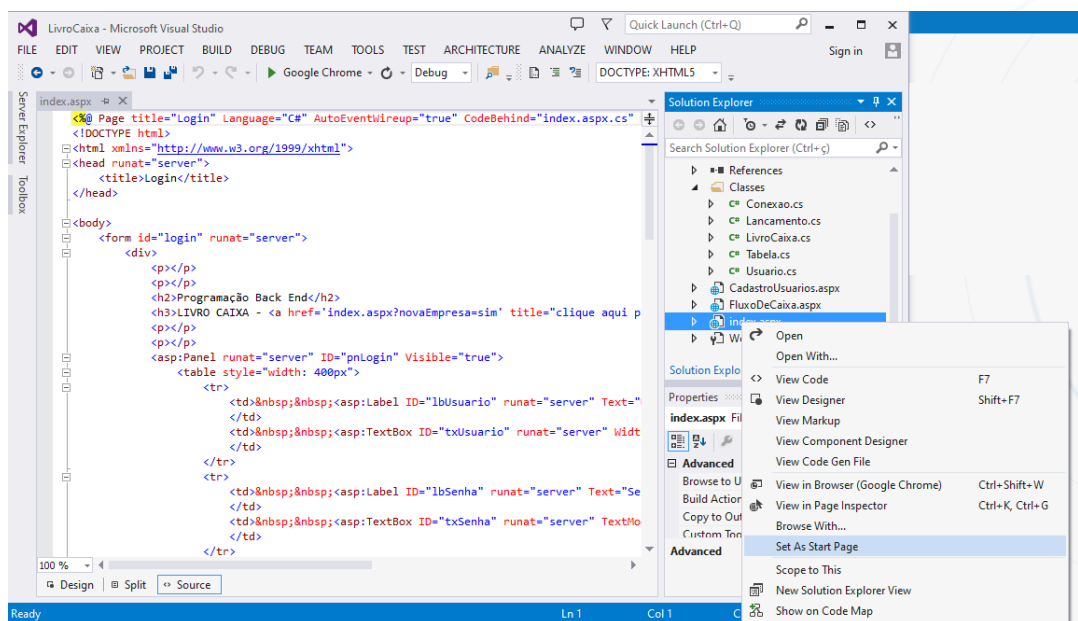 LivroCaixa - Microsoft Visual Studio
Quick Launch (Ctrl+Q)
FILE EDIT VIEW PROJECT BUILD DEBUG TEAM TOOLS TEST ARCHITECTURE ANALYZE WINDOW HELP Sign in
Google Chrome Debug DOCTYPE: XHTML5
Server Explorer
Toolbox
index.aspx
<%@ Page title="Login" Language="C#" AutoEventWireup="true" CodeBehind="index.aspx.cs"
<!DOCTYPE html>
<html xmlns="http://www.w3.org/1999/xhtml">
<head runat="server">
<title>Login</title>
</head>
<body>
<form id="login" runat="server">
<div>
<p></p>
<p></p>
<h2>Programação Back End</h2>
<h3>LIVRO CAIXA - <a href='index.aspx?novaEmpresa=sim' title="clique aqui p
<p></p>
<p></p>
<asp:Panel runat="server" ID="pnLogin" Visible="true">
<table style="width: 400px">
<tr>
<td>&nbsp;&nbsp;<asp:Label ID="lbUsuario" runat="server" Text="
</td>
<td>&nbsp;&nbsp;<asp:TextBox ID="txUsuario" runat="server" Widt
</td>
</tr>
<tr>
<td>&nbsp;&nbsp;<asp:Label ID="lbSenha" runat="server" Text="Se
</td>
<td>&nbsp;&nbsp;<asp:TextBox ID="txSenha" runat="server" TextMo
</td>
</tr>
100 %
Design Split Source
Ready Ln 1 Col 1 C
Solution Explorer
Search Solution Explorer (Ctrl+ç)
References
Classes
C# Conexao.cs
C# Lancamento.cs
C# LivroCaixa.cs
C# Tabela.cs
C# Usuario.cs
CadastroUsuarios.aspx
FluxoDeCaixa.aspx
index.aspx
We
Solution Explo
Properties
index.aspx Fil
Advanced
Browse to U
Build Action
Copy to Out
Custom Too
Advanced
Open
Open With...
View Code F7
View Designer Shift+F7
View Markup
View Component Designer
View Code Gen File
View in Browser (Google Chrome) Ctrl+Shift+W
View in Page Inspector Ctrl+K, Ctrl+G
Browse With...
Set As Start Page
Scope to This
New Solution Explorer View
Show on Code Map